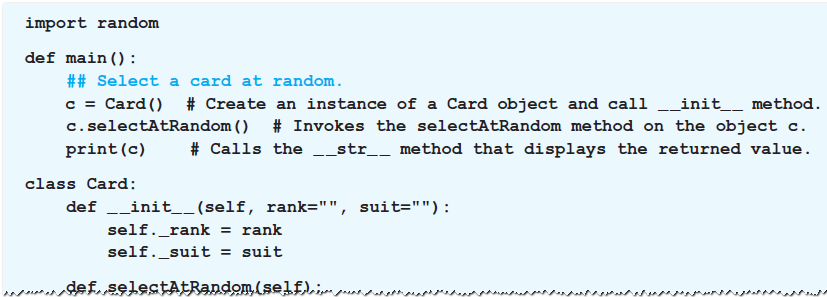 import random
def main():
    ## Select a card at random.
    c = Card()  # Create an instance of a Card object and call __init__ method.
    c.selectAtRandom()  # Invokes the selectAtRandom method on the object c.
    print(c)    # Calls the __str__ method that displays the returned value.
class Card:
    def __init__(self, rank="", suit=""):
        self._rank = rank
        self._suit = suit
    def selectAtRandom(self):